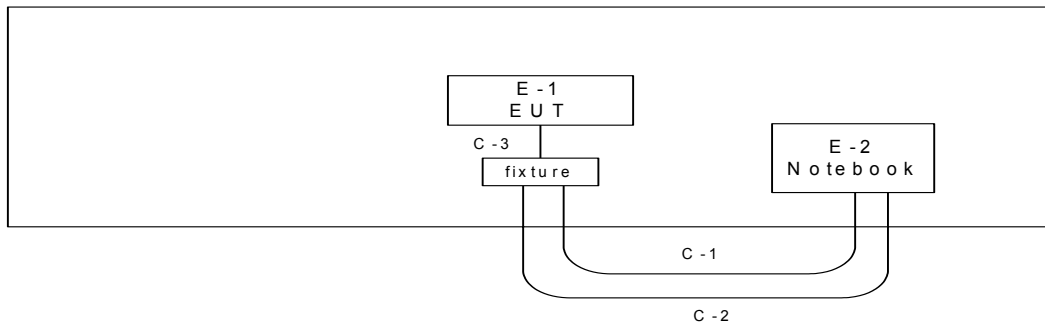 E-1
EUT
C-3
fixture
E-2
Notebook
C-1
C-2